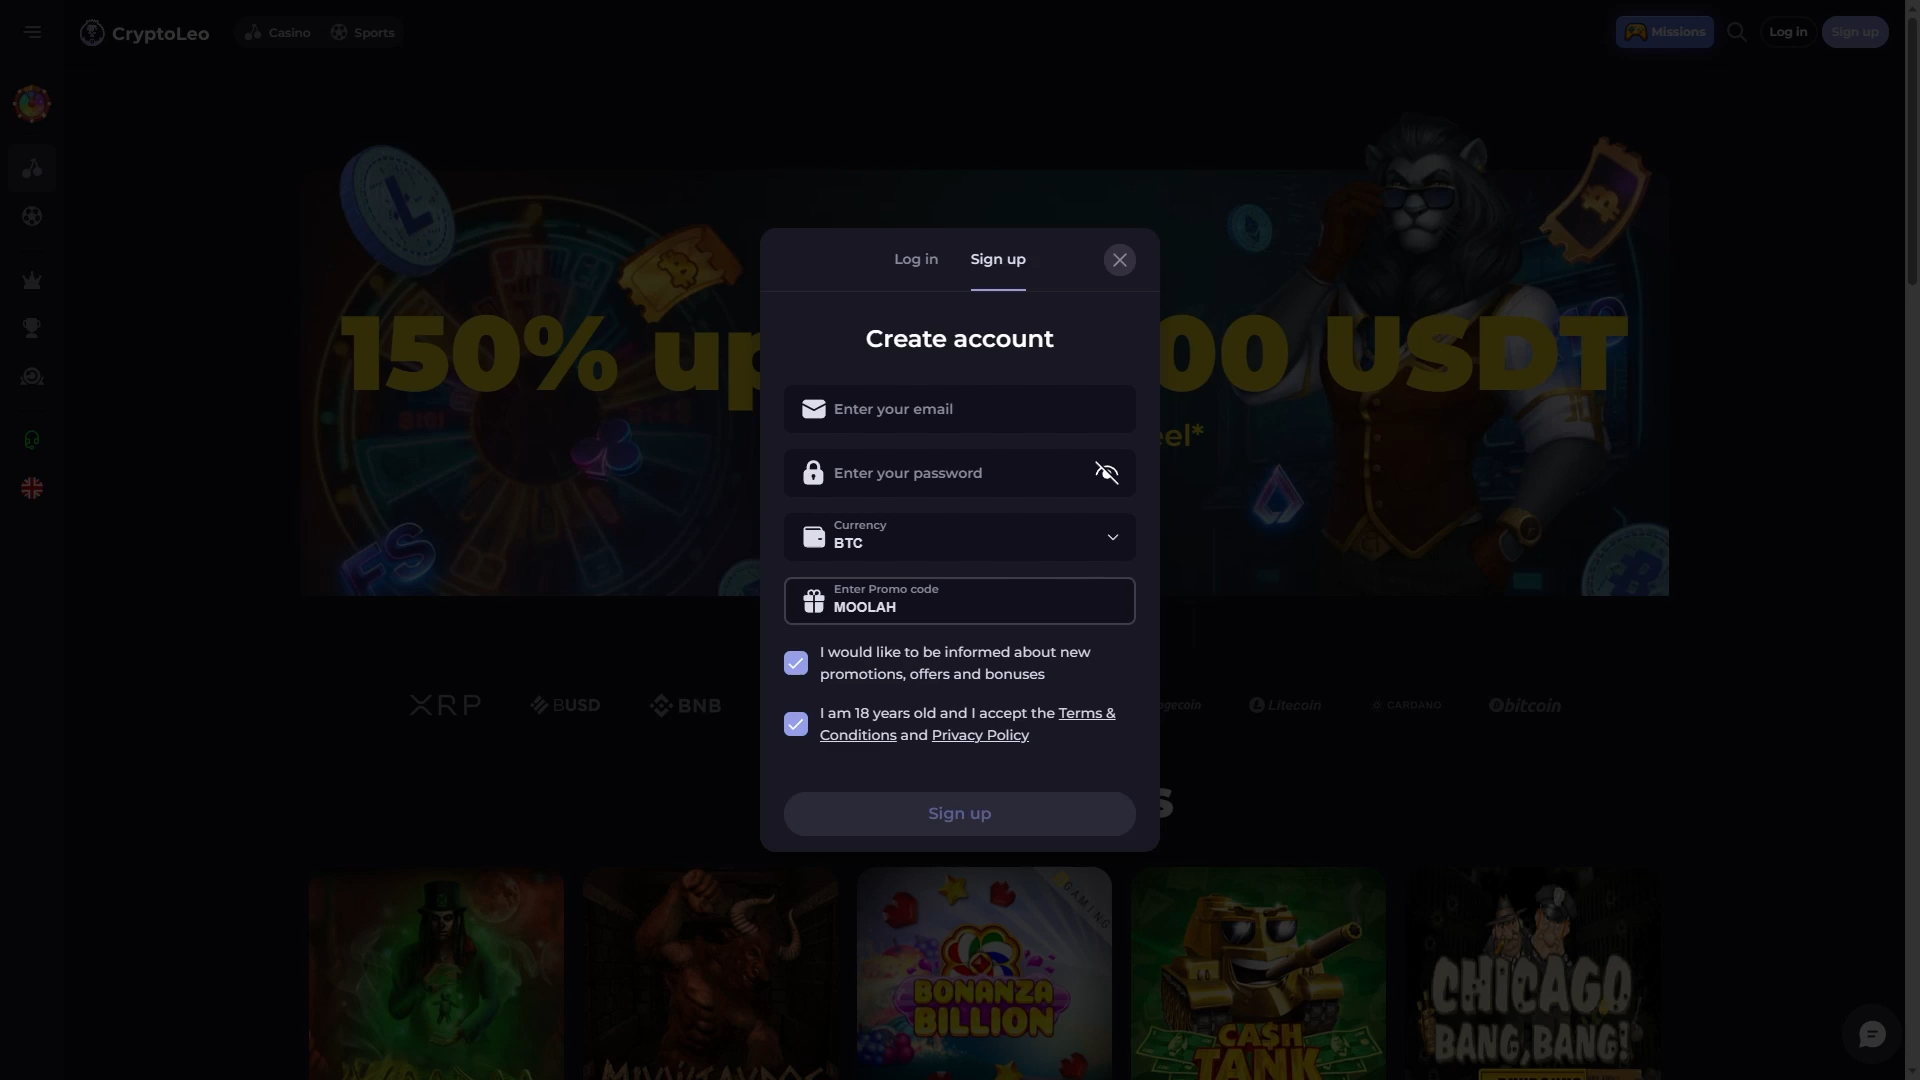 CryptoLeo
Casino
Sports
Missions
Log in
Sign up
150% up
00 USDT
eel*
FS
Log in
Sign up
Create account
Enter your email
Enter your password
Currency
BTC
Enter Promo code
MOOLAH
I would like to be informed about new
promotions, offers and bonuses
I am 18 years old and I accept the Terms &
Conditions and Privacy Policy
Sign up
XRP
BUSD
BNB
ogecoin
Litecoin
CARDANO
bitcoin
s
GAMING
BONANZA
BILLION
CASH
TANK
CHICAGO
BANG, BANG!